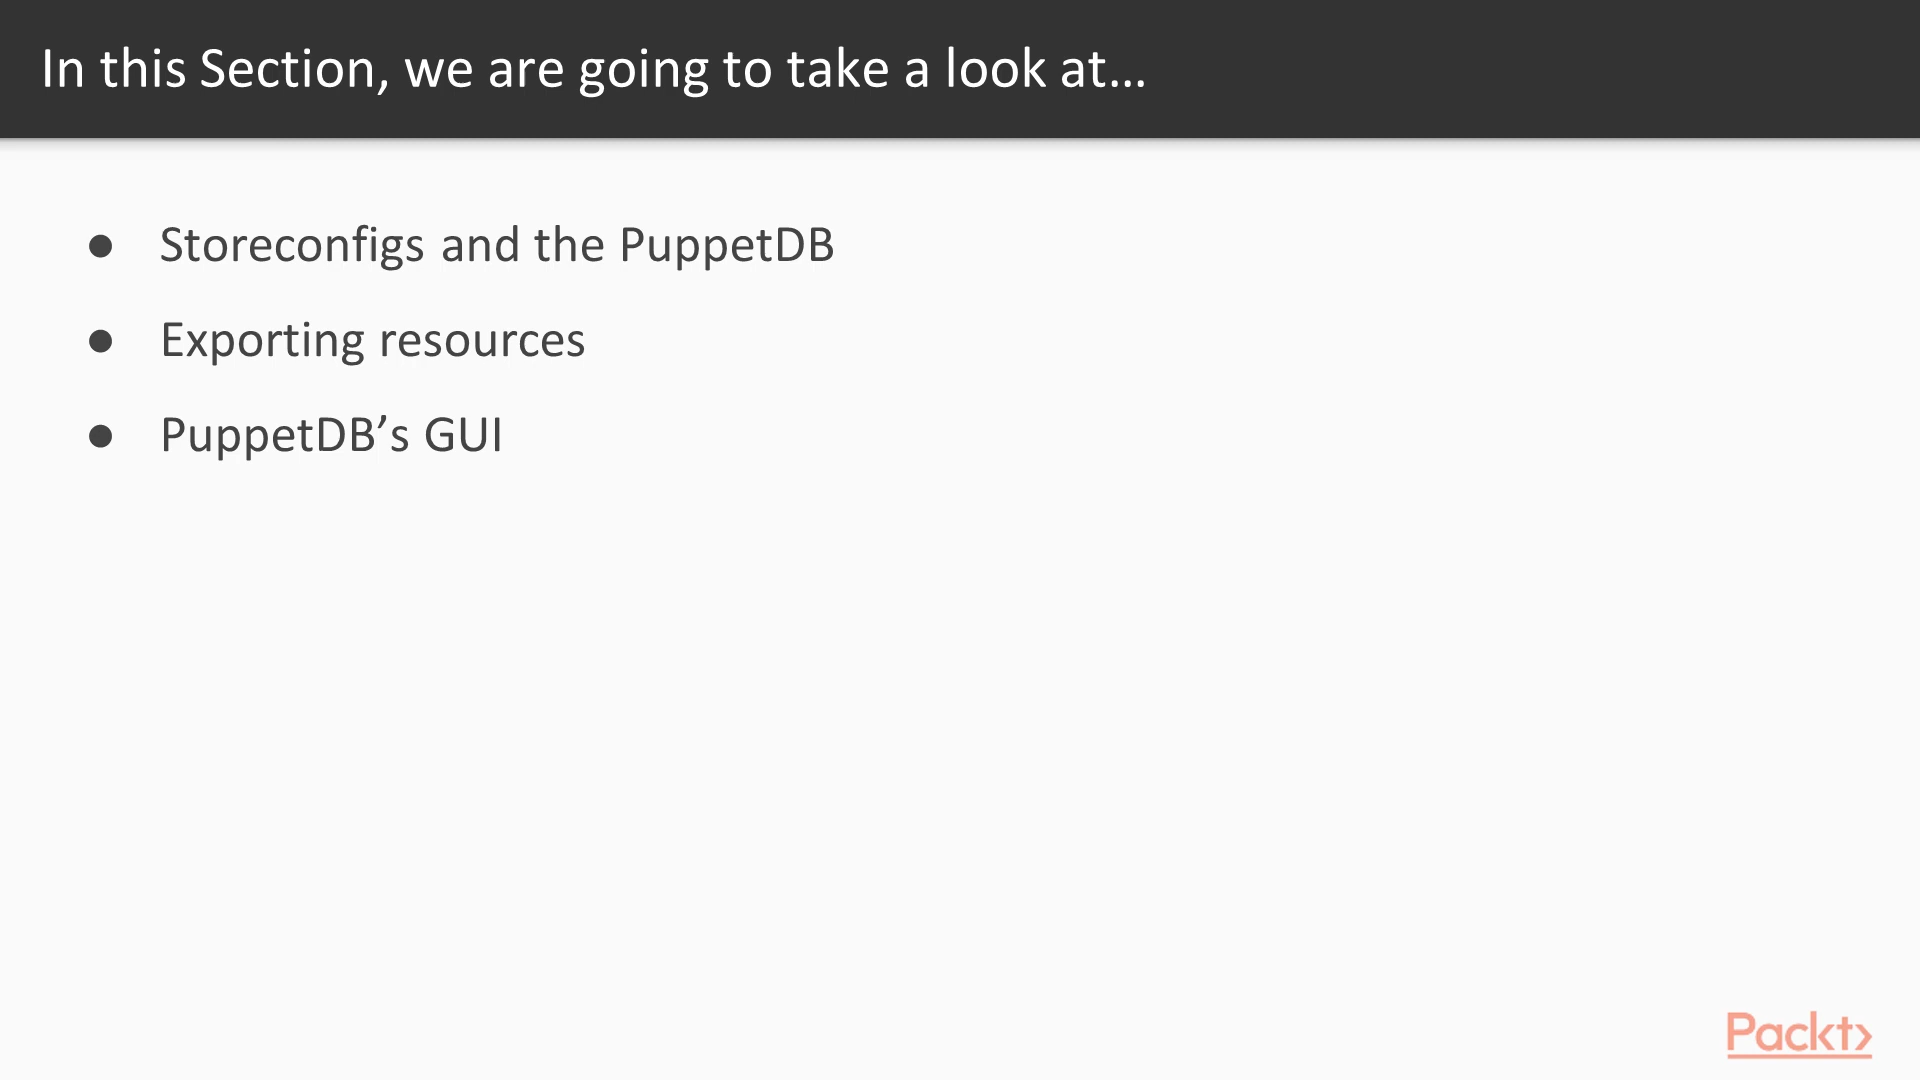 In this Section, we are going to take a look at…
● Storeconfigs and the PuppetDB
● Exporting resources
● PuppetDB’s GUI
Packt>